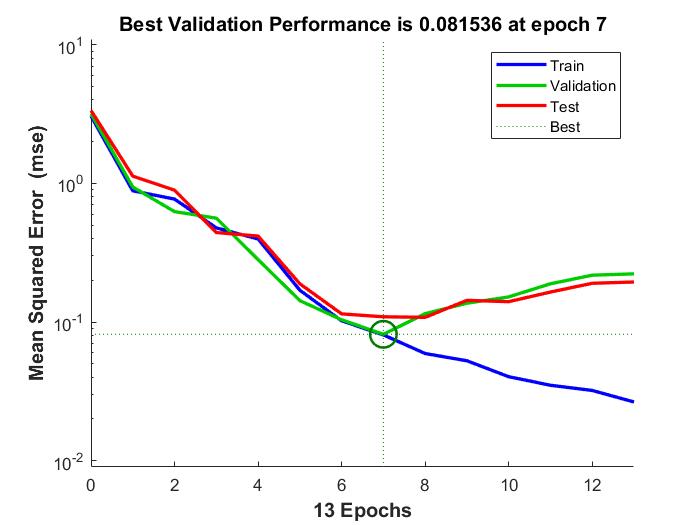 Best Validation Performance is 0.081536 at epoch 7
Mean Squared Error (mse)
10^1
10^0
10^-1
10^-2
Train
Validation
Test
Best
0 2 4 6 8 10 12
13 Epochs